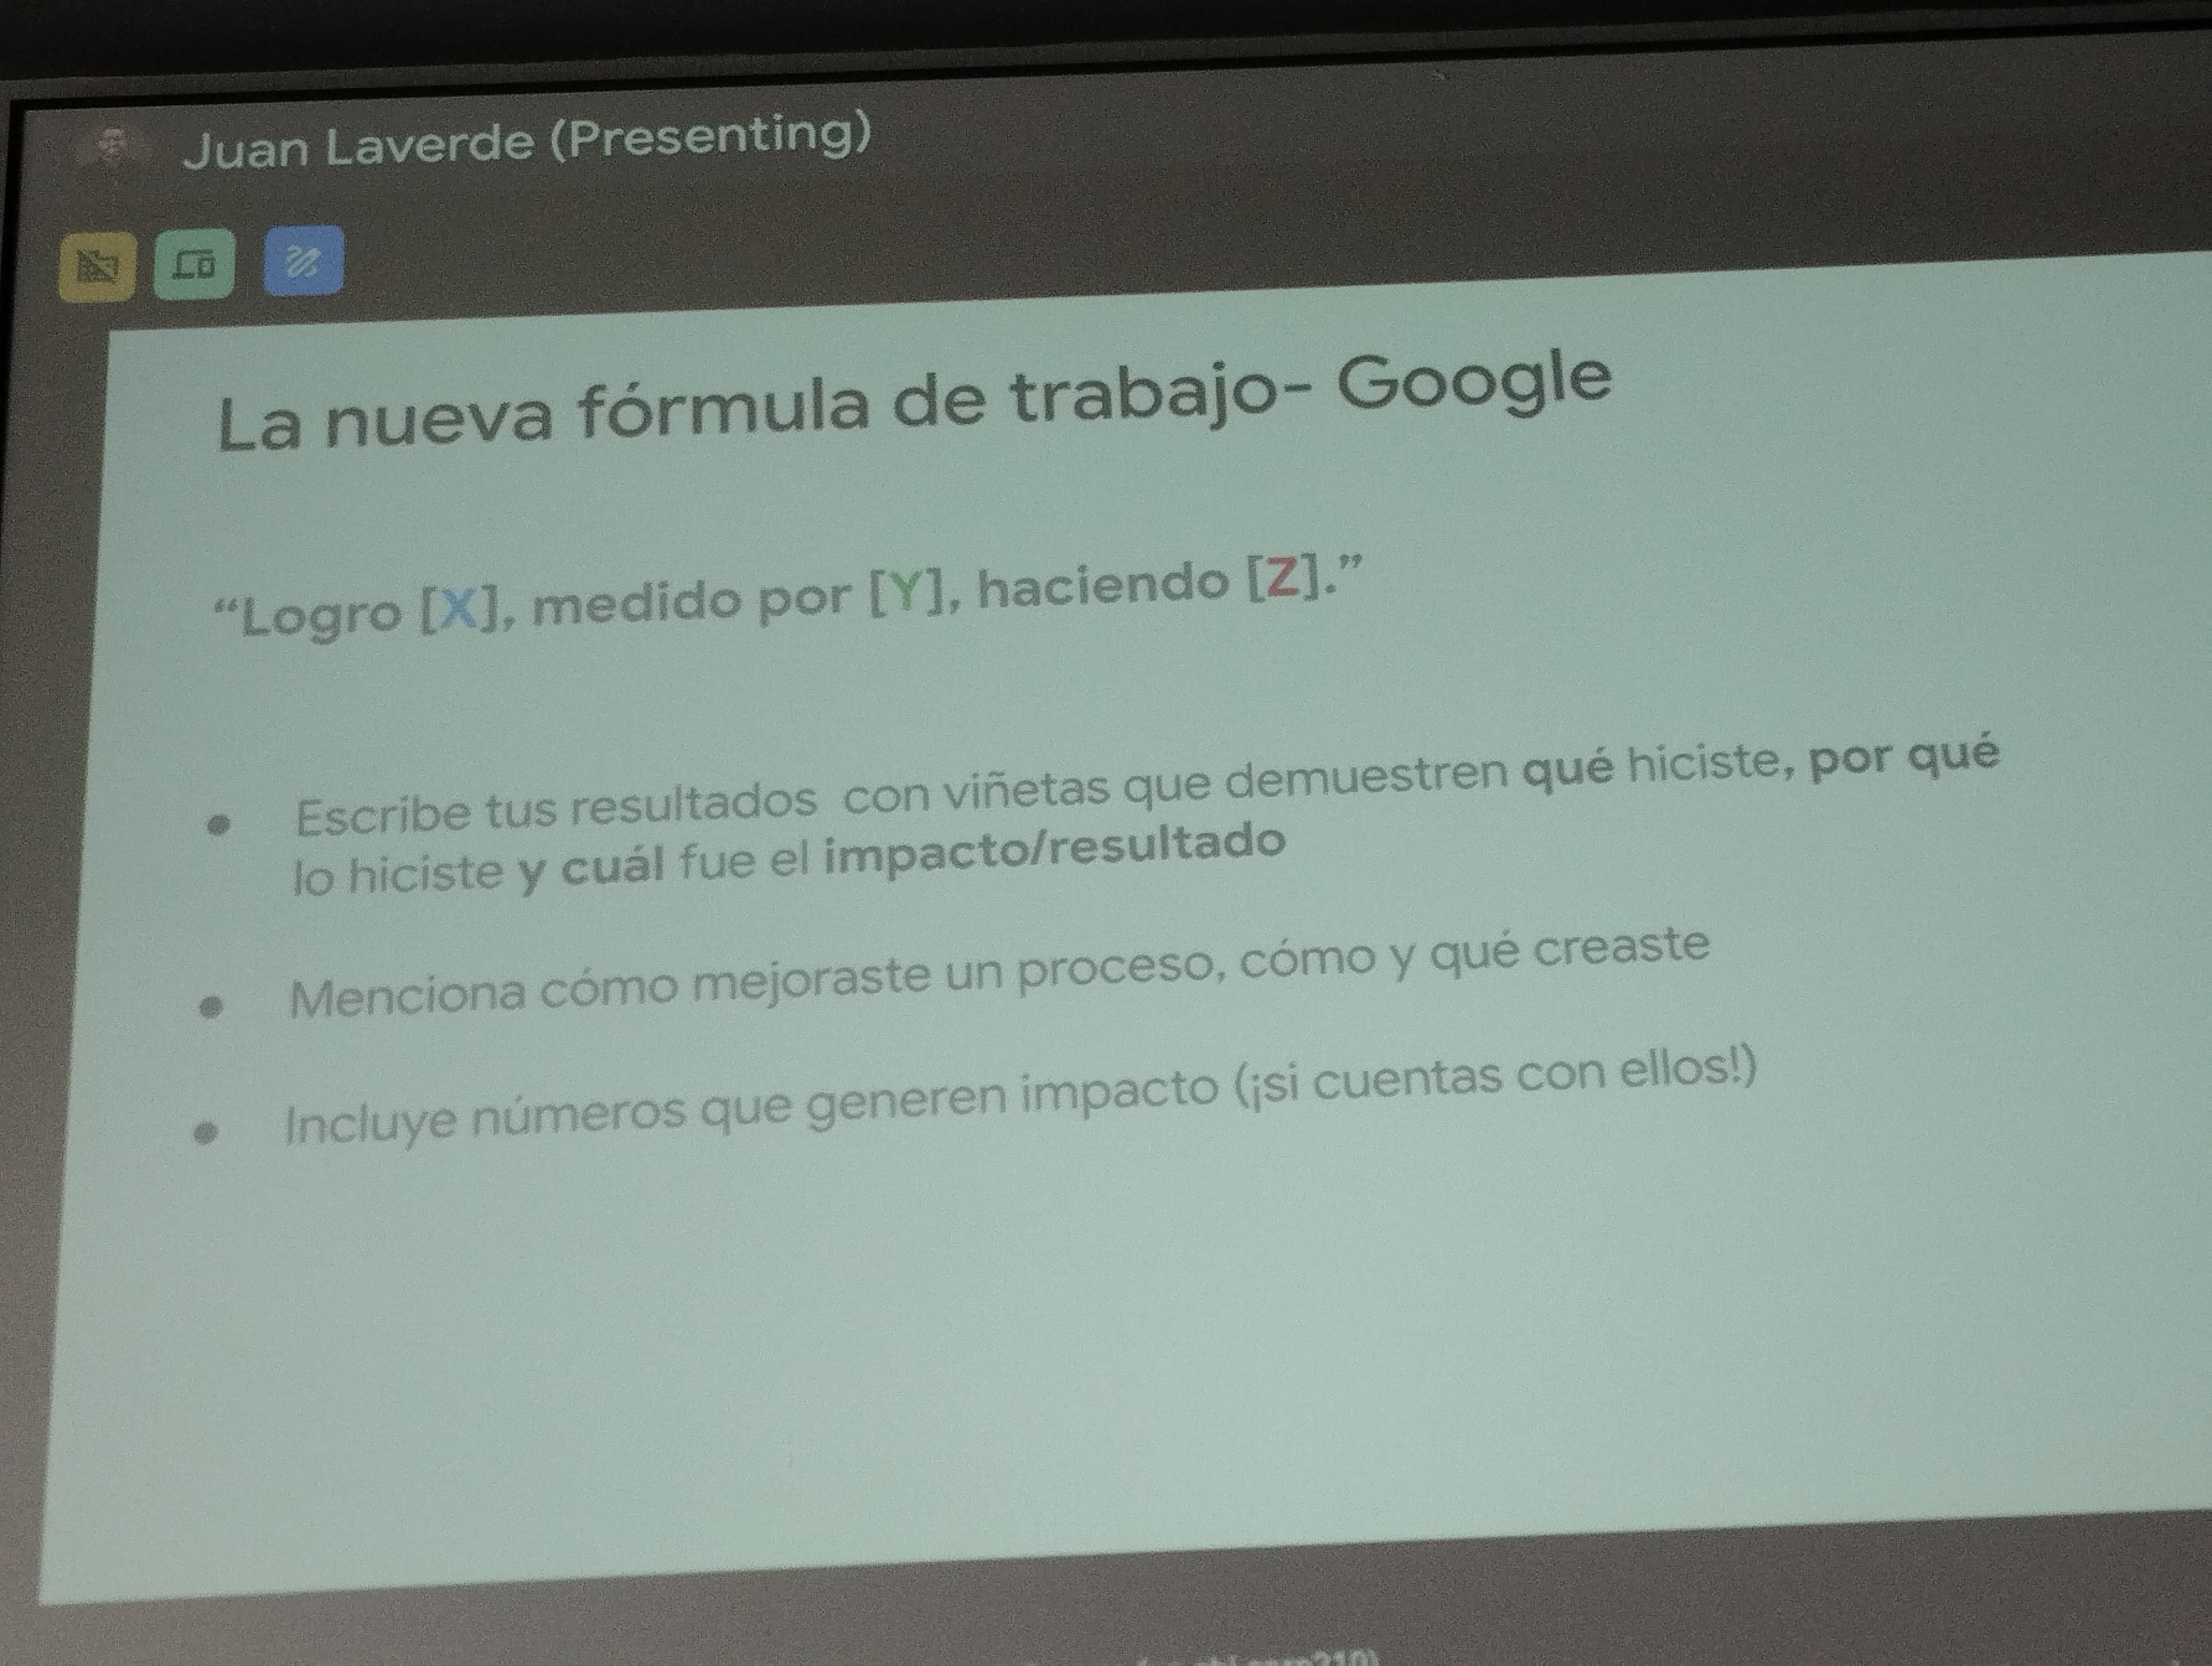 Juan Laverde (Presenting)
La nueva fórmula de trabajo- Google
“Logro [X], medido por [Y], haciendo [Z].”
● Escribe tus resultados con viñetas que demuestren qué hiciste, por qué
lo hiciste y cuál fue el impacto/resultado
● Menciona cómo mejoraste un proceso, cómo y qué creaste
● Incluye números que generen impacto (¡si cuentas con ellos!)